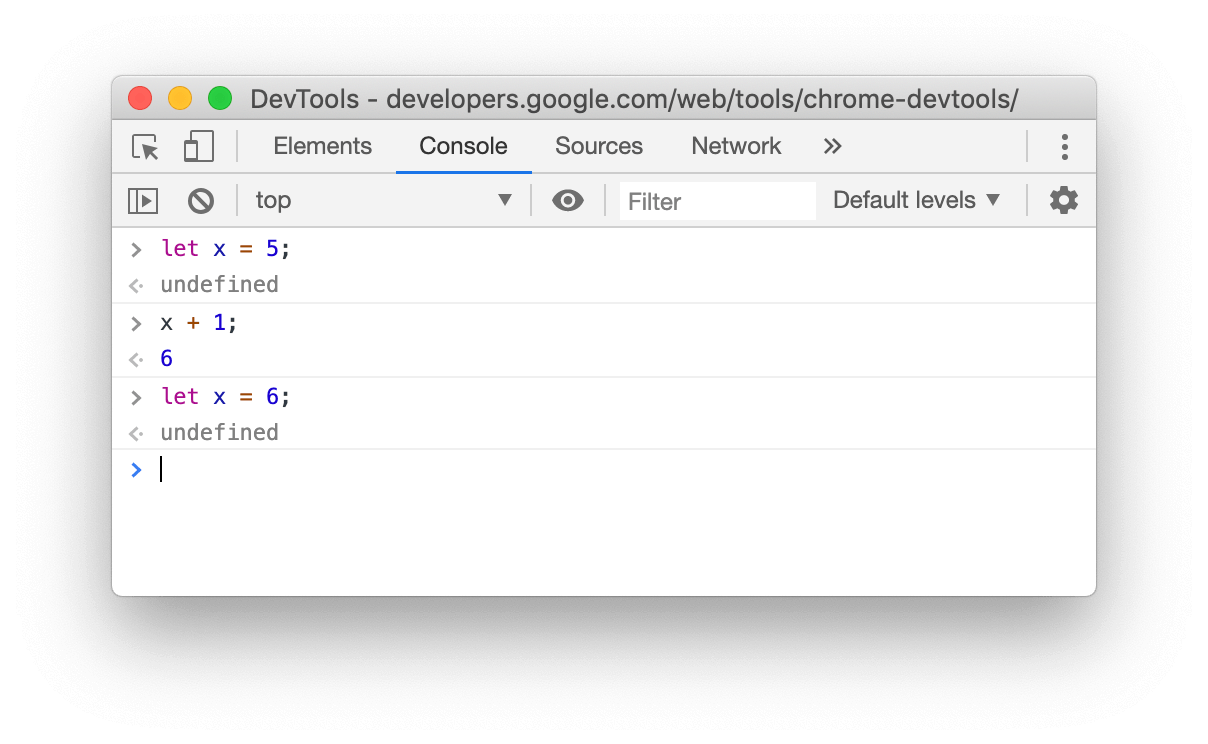 DevTools - developers.google.com/web/tools/chrome-devtools/
Elements Console Sources Network »
top ▼ Filter Default levels ▼
> let x = 5;
<· undefined
> x + 1;
<· 6
> let x = 6;
<· undefined
>